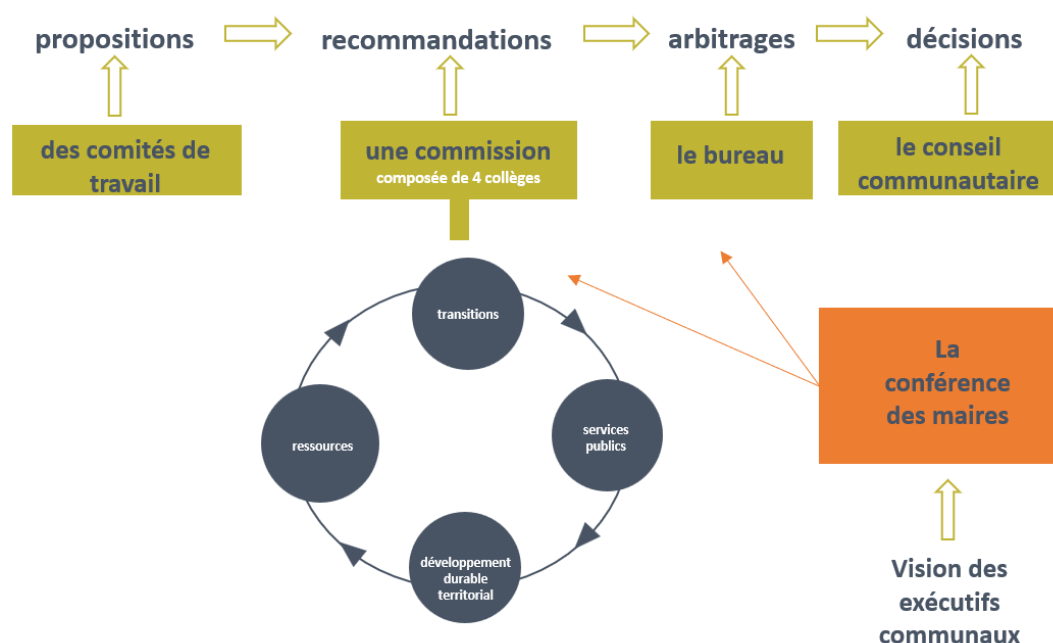 propositions
recommandations
arbitrages
décisions
des comités de
travail
une commission
composée de 4 collèges
le bureau
le conseil
communautaire
transitions
services
publics
développement
durable
territorial
ressources
La
conférence
des maires
Vision des
exécutifs
communaux